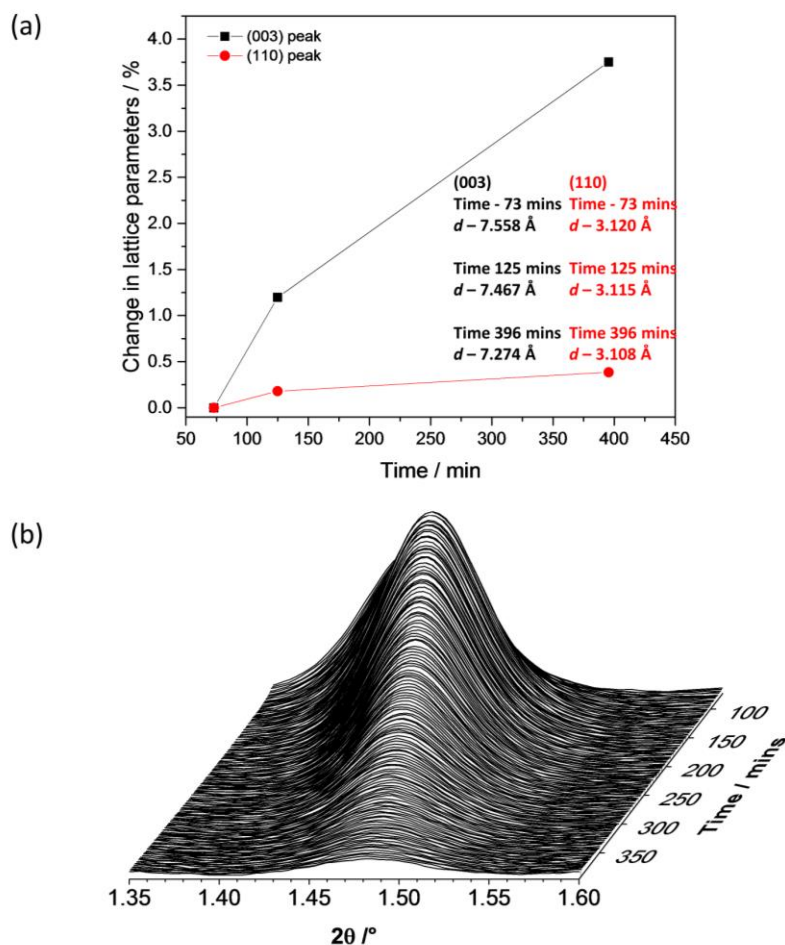 (a)
4.0
3.5
3.0
2.5
2.0
1.5
1.0
0.5
0.0
Change in lattice parameters / %
(003) peak
(110) peak
(003) (110)
Time - 73 mins Time - 73 mins
d – 7.558 Å d – 3.120 Å
Time 125 mins Time 125 mins
d – 7.467 Å d – 3.115 Å
Time 396 mins Time 396 mins
d – 7.274 Å d – 3.108 Å
50 100 150 200 250 300 350 400 450
Time / min
(b)
100
150
200
250
300
350
Time / mins
1.35 1.40 1.45 1.50 1.55 1.60
2θ /°